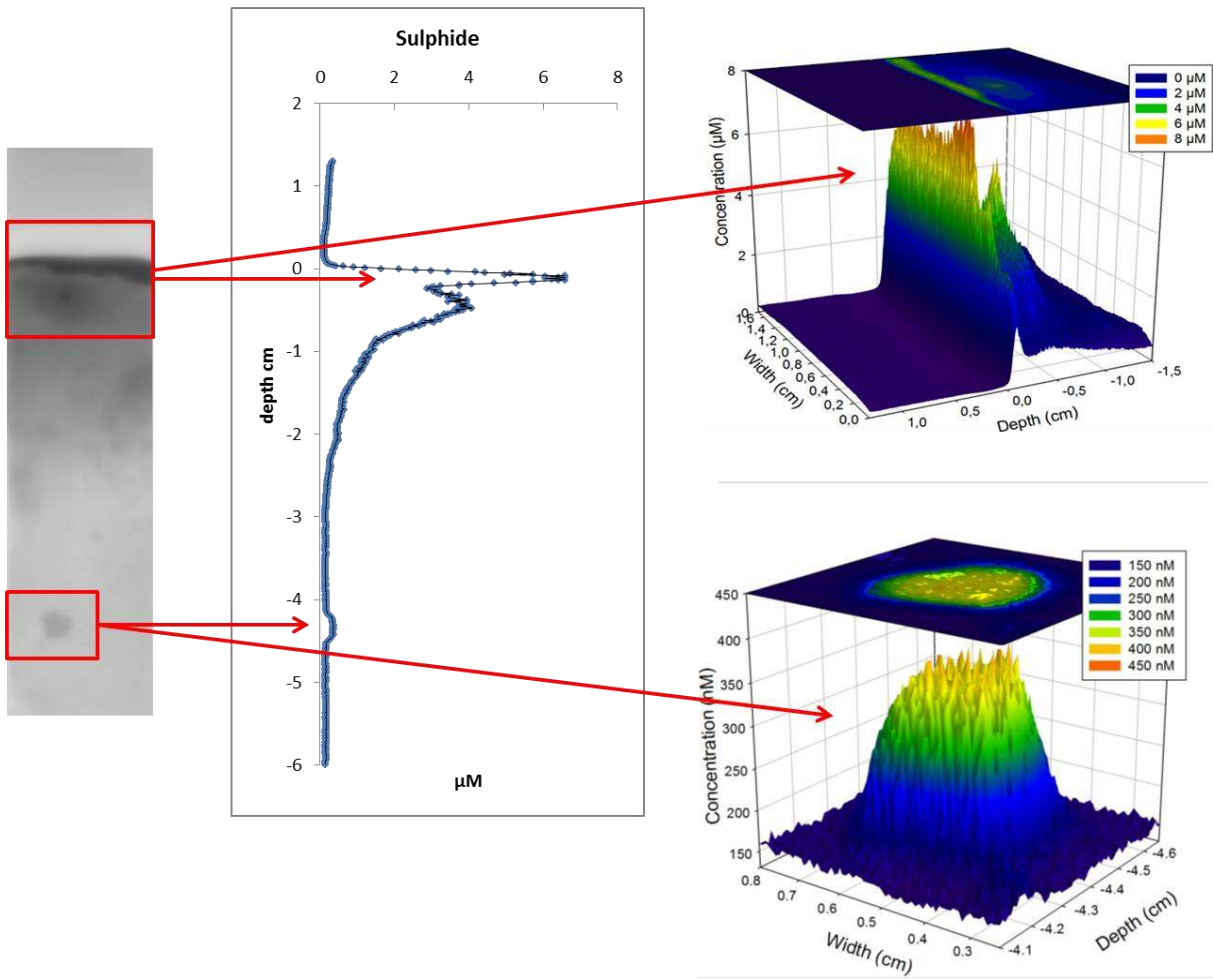 Sulphide
0 2 4 6 8
2
1
0
-1
-2
-3
-4
-5
-6
depth cm
µM
8
6
4
2
0
Concentration (µM)
0 µM
2 µM
4 µM
6 µM
8 µM
1,6
1,4
1,2
1,0
0,8
0,6
0,4
0,2
0,0
Width (cm)
1,0
0,5
0,0
-0,5
-1,0
-1,5
Depth (cm)
450
400
350
300
250
200
150
Concentration (nM)
150 nM
200 nM
250 nM
300 nM
350 nM
400 nM
450 nM
0.8
0.7
0.6
0.5
0.4
0.3
Width (cm)
-4.1
-4.2
-4.3
-4.4
-4.5
-4.6
Depth (cm)